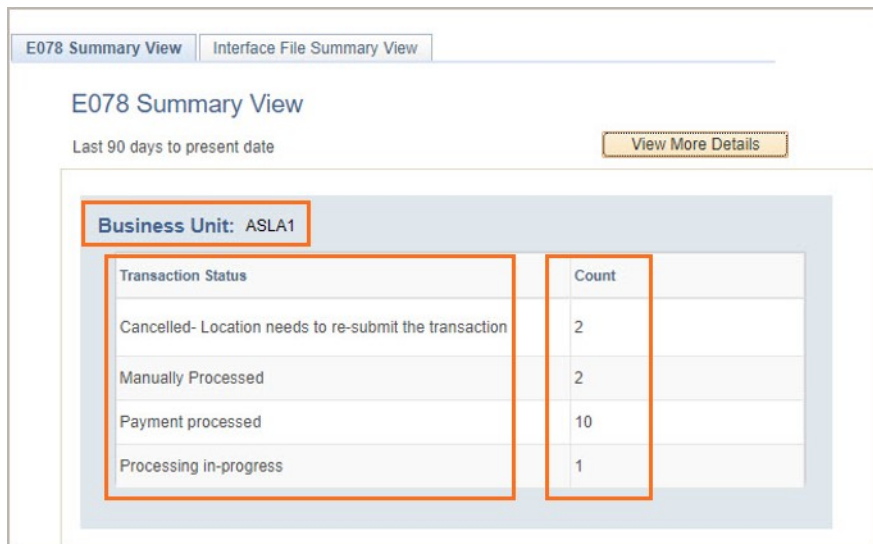 E078 Summary View Interface File Summary View
E078 Summary View
Last 90 days to present date View More Details
Business Unit: ASLA1
Transaction Status Count
Cancelled- Location needs to re-submit the transaction 2
Manually Processed 2
Payment processed 10
Processing in-progress 1